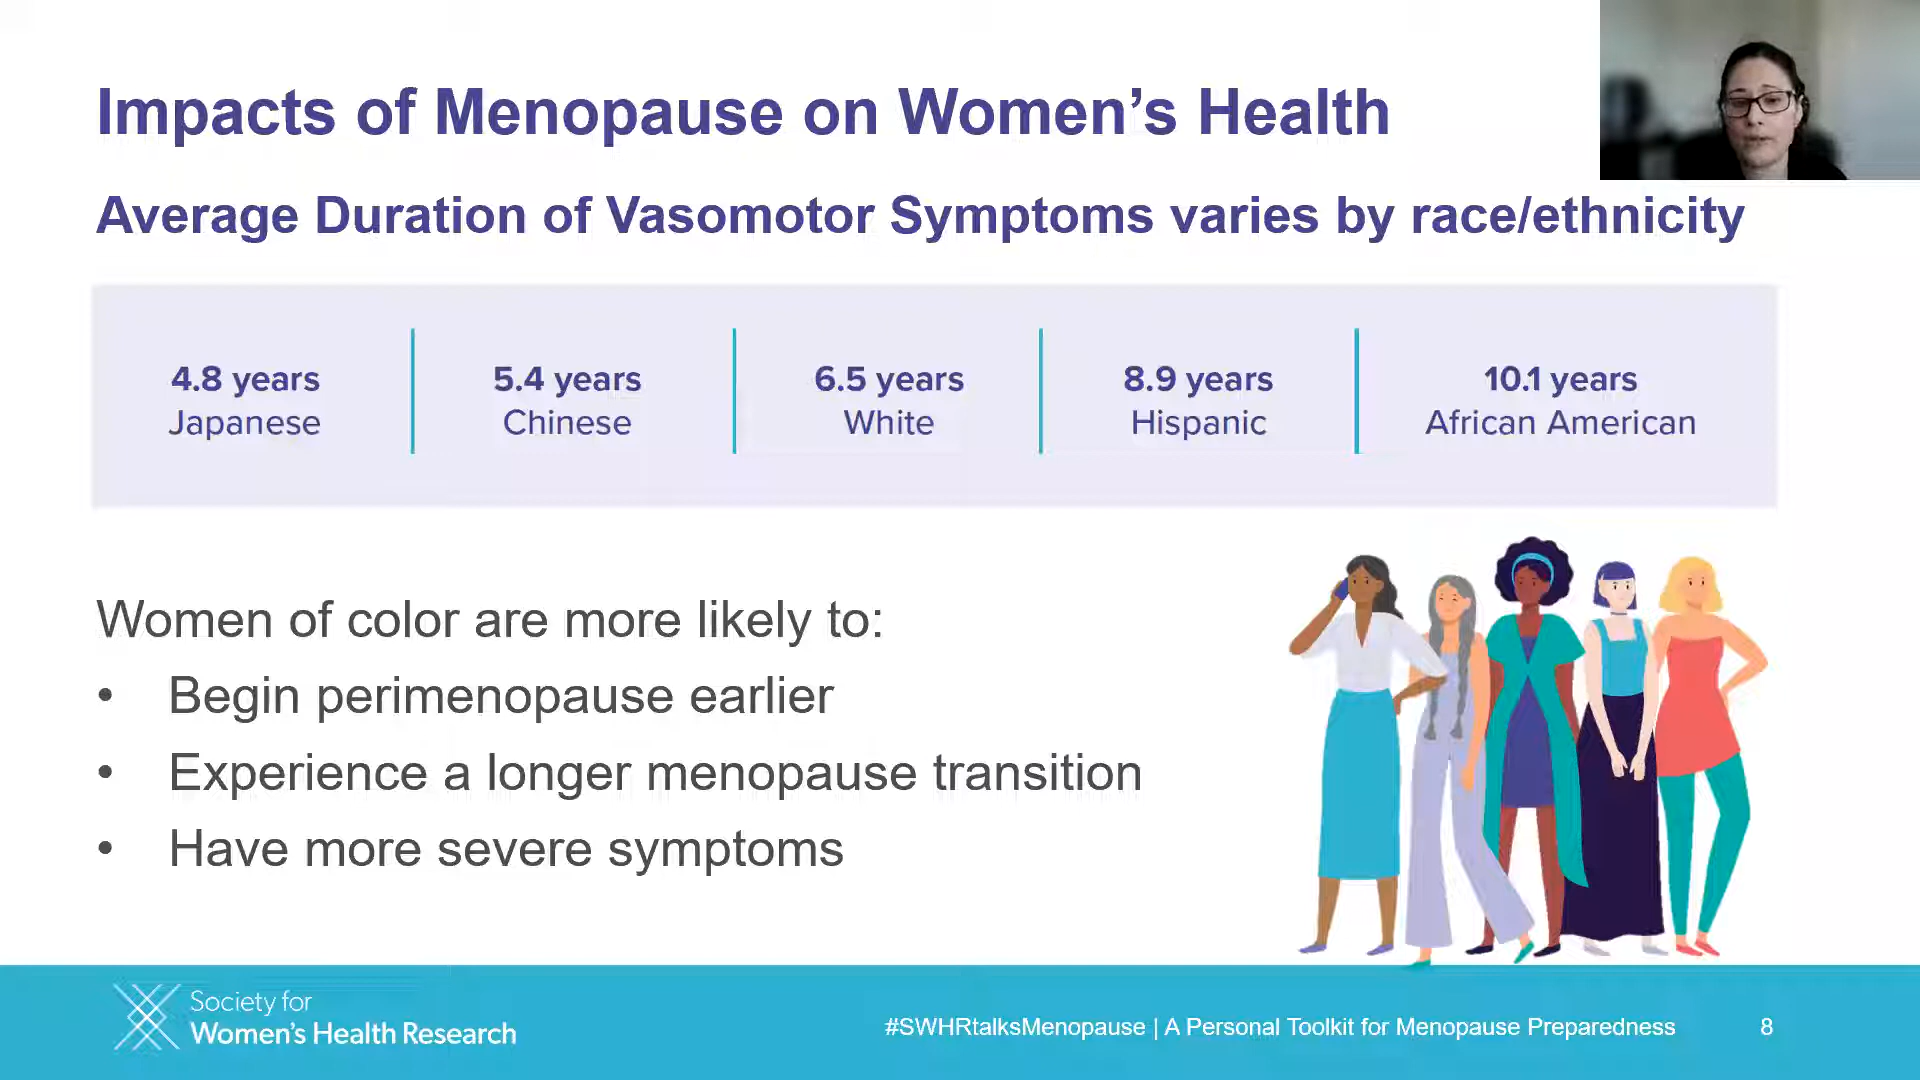 Impacts of Menopause on Women’s Health
Average Duration of Vasomotor Symptoms varies by race/ethnicity
4.8 years
Japanese
5.4 years
Chinese
6.5 years
White
8.9 years
Hispanic
10.1 years
African American
Women of color are more likely to:
• Begin perimenopause earlier
• Experience a longer menopause transition
• Have more severe symptoms
Society for
Women’s Health Research
#SWHRtalksMenopause | A Personal Toolkit for Menopause Preparedness
8